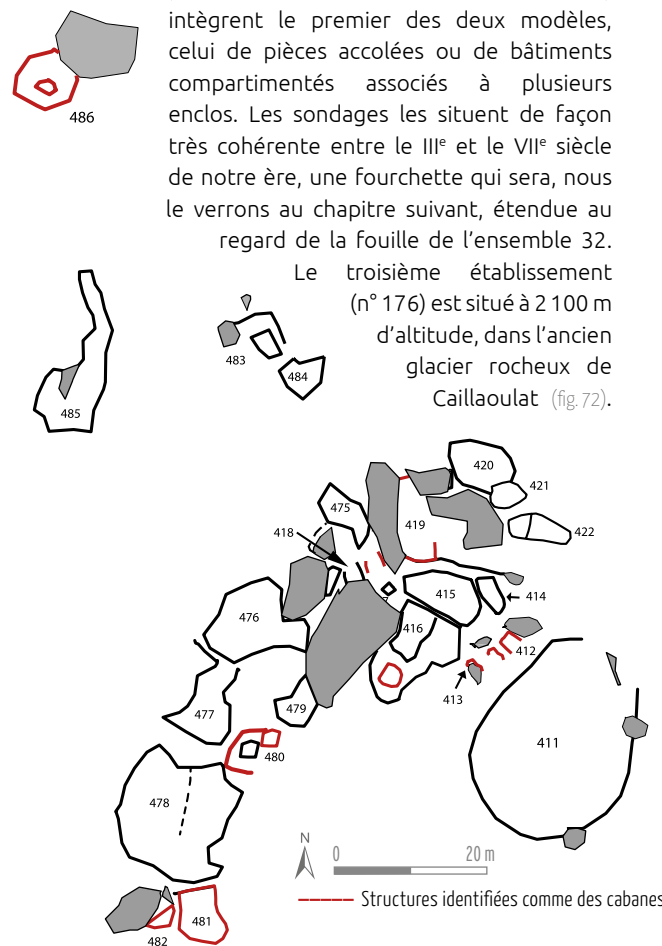 intègrent le premier des deux modèles,
celui de pièces accolées ou de bâtiments
compartimentés associés à plusieurs
enclos. Les sondages les situent de façon
très cohérente entre le IIIᵉ et le VIIᵉ siècle
de notre ère, une fourchette qui sera, nous
le verrons au chapitre suivant, étendue au
regard de la fouille de l’ensemble 32.
Le troisième établissement
(n° 176) est situé à 2 100 m
d’altitude, dans l’ancien
glacier rocheux de
Caillaoulat (fig. 72).
486
483
484
485
420
421
475
422
419
418
415
414
476
416
412
413
477
479
411
480
478
N
0 20 m
Structures identifiées comme des cabanes
481
482